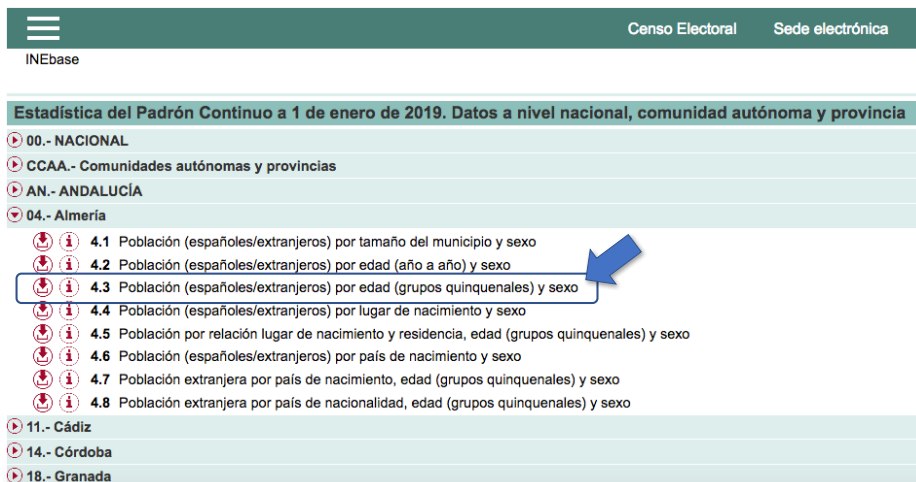 Censo Electoral Sede electrónica
INEbase
Estadística del Padrón Continuo a 1 de enero de 2019. Datos a nivel nacional, comunidad autónoma y provincia
00.- NACIONAL
CCAA.- Comunidades autónomas y provincias
AN.- ANDALUCÍA
04.- Almería
4.1 Población (españoles/extranjeros) por tamaño del municipio y sexo
4.2 Población (españoles/extranjeros) por edad (año a año) y sexo
4.3 Población (españoles/extranjeros) por edad (grupos quinquenales) y sexo
4.4 Población (españoles/extranjeros) por lugar de nacimiento y sexo
4.5 Población por relación lugar de nacimiento y residencia, edad (grupos quinquenales) y sexo
4.6 Población (españoles/extranjeros) por país de nacimiento y sexo
4.7 Población extranjera por país de nacimiento, edad (grupos quinquenales) y sexo
4.8 Población extranjera por país de nacionalidad, edad (grupos quinquenales) y sexo
11.- Cádiz
14.- Córdoba
18.- Granada